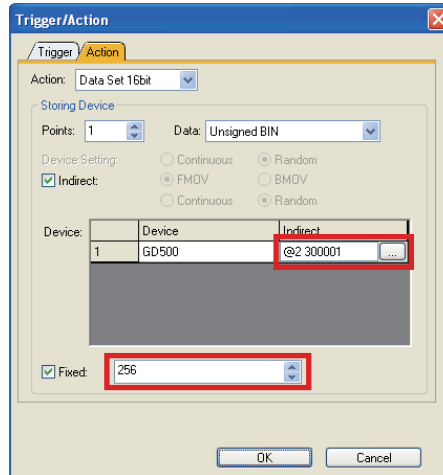 Trigger/Action
Trigger Action
Action: Data Set 16bit
Storing Device
Points: 1 Data: Unsigned BIN
Device Setting: Continuous Random
Indirect: FMOV BMOV
Continuous Random
Device: Device Indirect
1 GD500 @2 300001 ...
Fixed: 256
OK Cancel